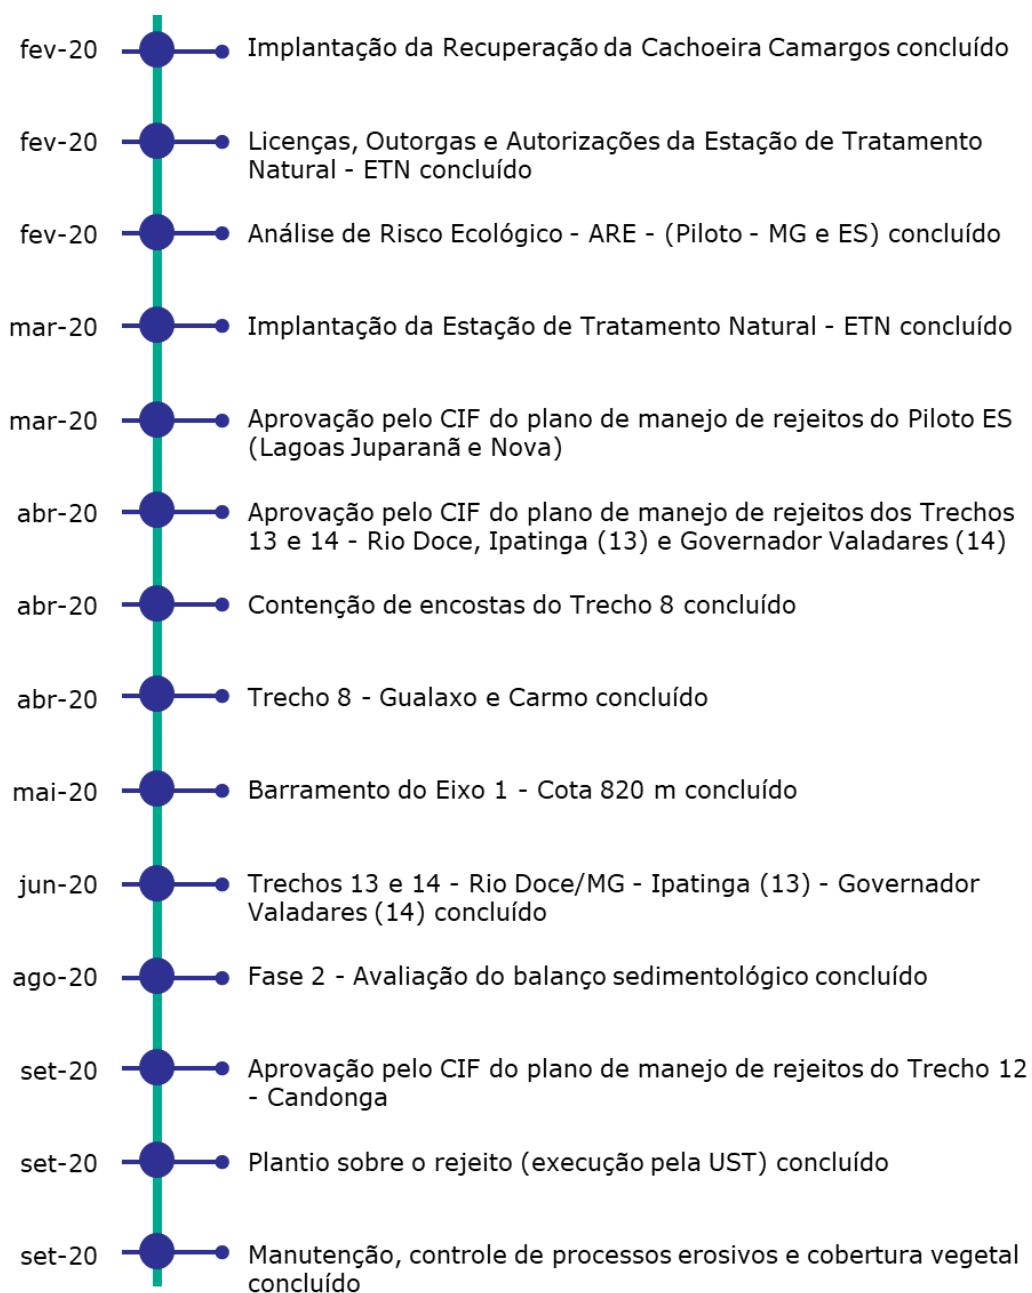 fev-20 Implantação da Recuperação da Cachoeira Camargos concluído
fev-20 Licenças, Outorgas e Autorizações da Estação de Tratamento
Natural - ETN concluído
fev-20 Análise de Risco Ecológico - ARE - (Piloto - MG e ES) concluído
mar-20 Implantação da Estação de Tratamento Natural - ETN concluído
mar-20 Aprovação pelo CIF do plano de manejo de rejeitos do Piloto ES
(Lagoas Juparanã e Nova)
abr-20 Aprovação pelo CIF do plano de manejo de rejeitos dos Trechos
13 e 14 - Rio Doce, Ipatinga (13) e Governador Valadares (14)
abr-20 Contenção de encostas do Trecho 8 concluído
abr-20 Trecho 8 - Gualaxo e Carmo concluído
mai-20 Barramento do Eixo 1 - Cota 820 m concluído
jun-20 Trechos 13 e 14 - Rio Doce/MG - Ipatinga (13) - Governador
Valadares (14) concluído
ago-20 Fase 2 - Avaliação do balanço sedimentológico concluído
set-20 Aprovação pelo CIF do plano de manejo de rejeitos do Trecho 12
- Candonga
set-20 Plantio sobre o rejeito (execução pela UST) concluído
set-20 Manutenção, controle de processos erosivos e cobertura vegetal
concluído